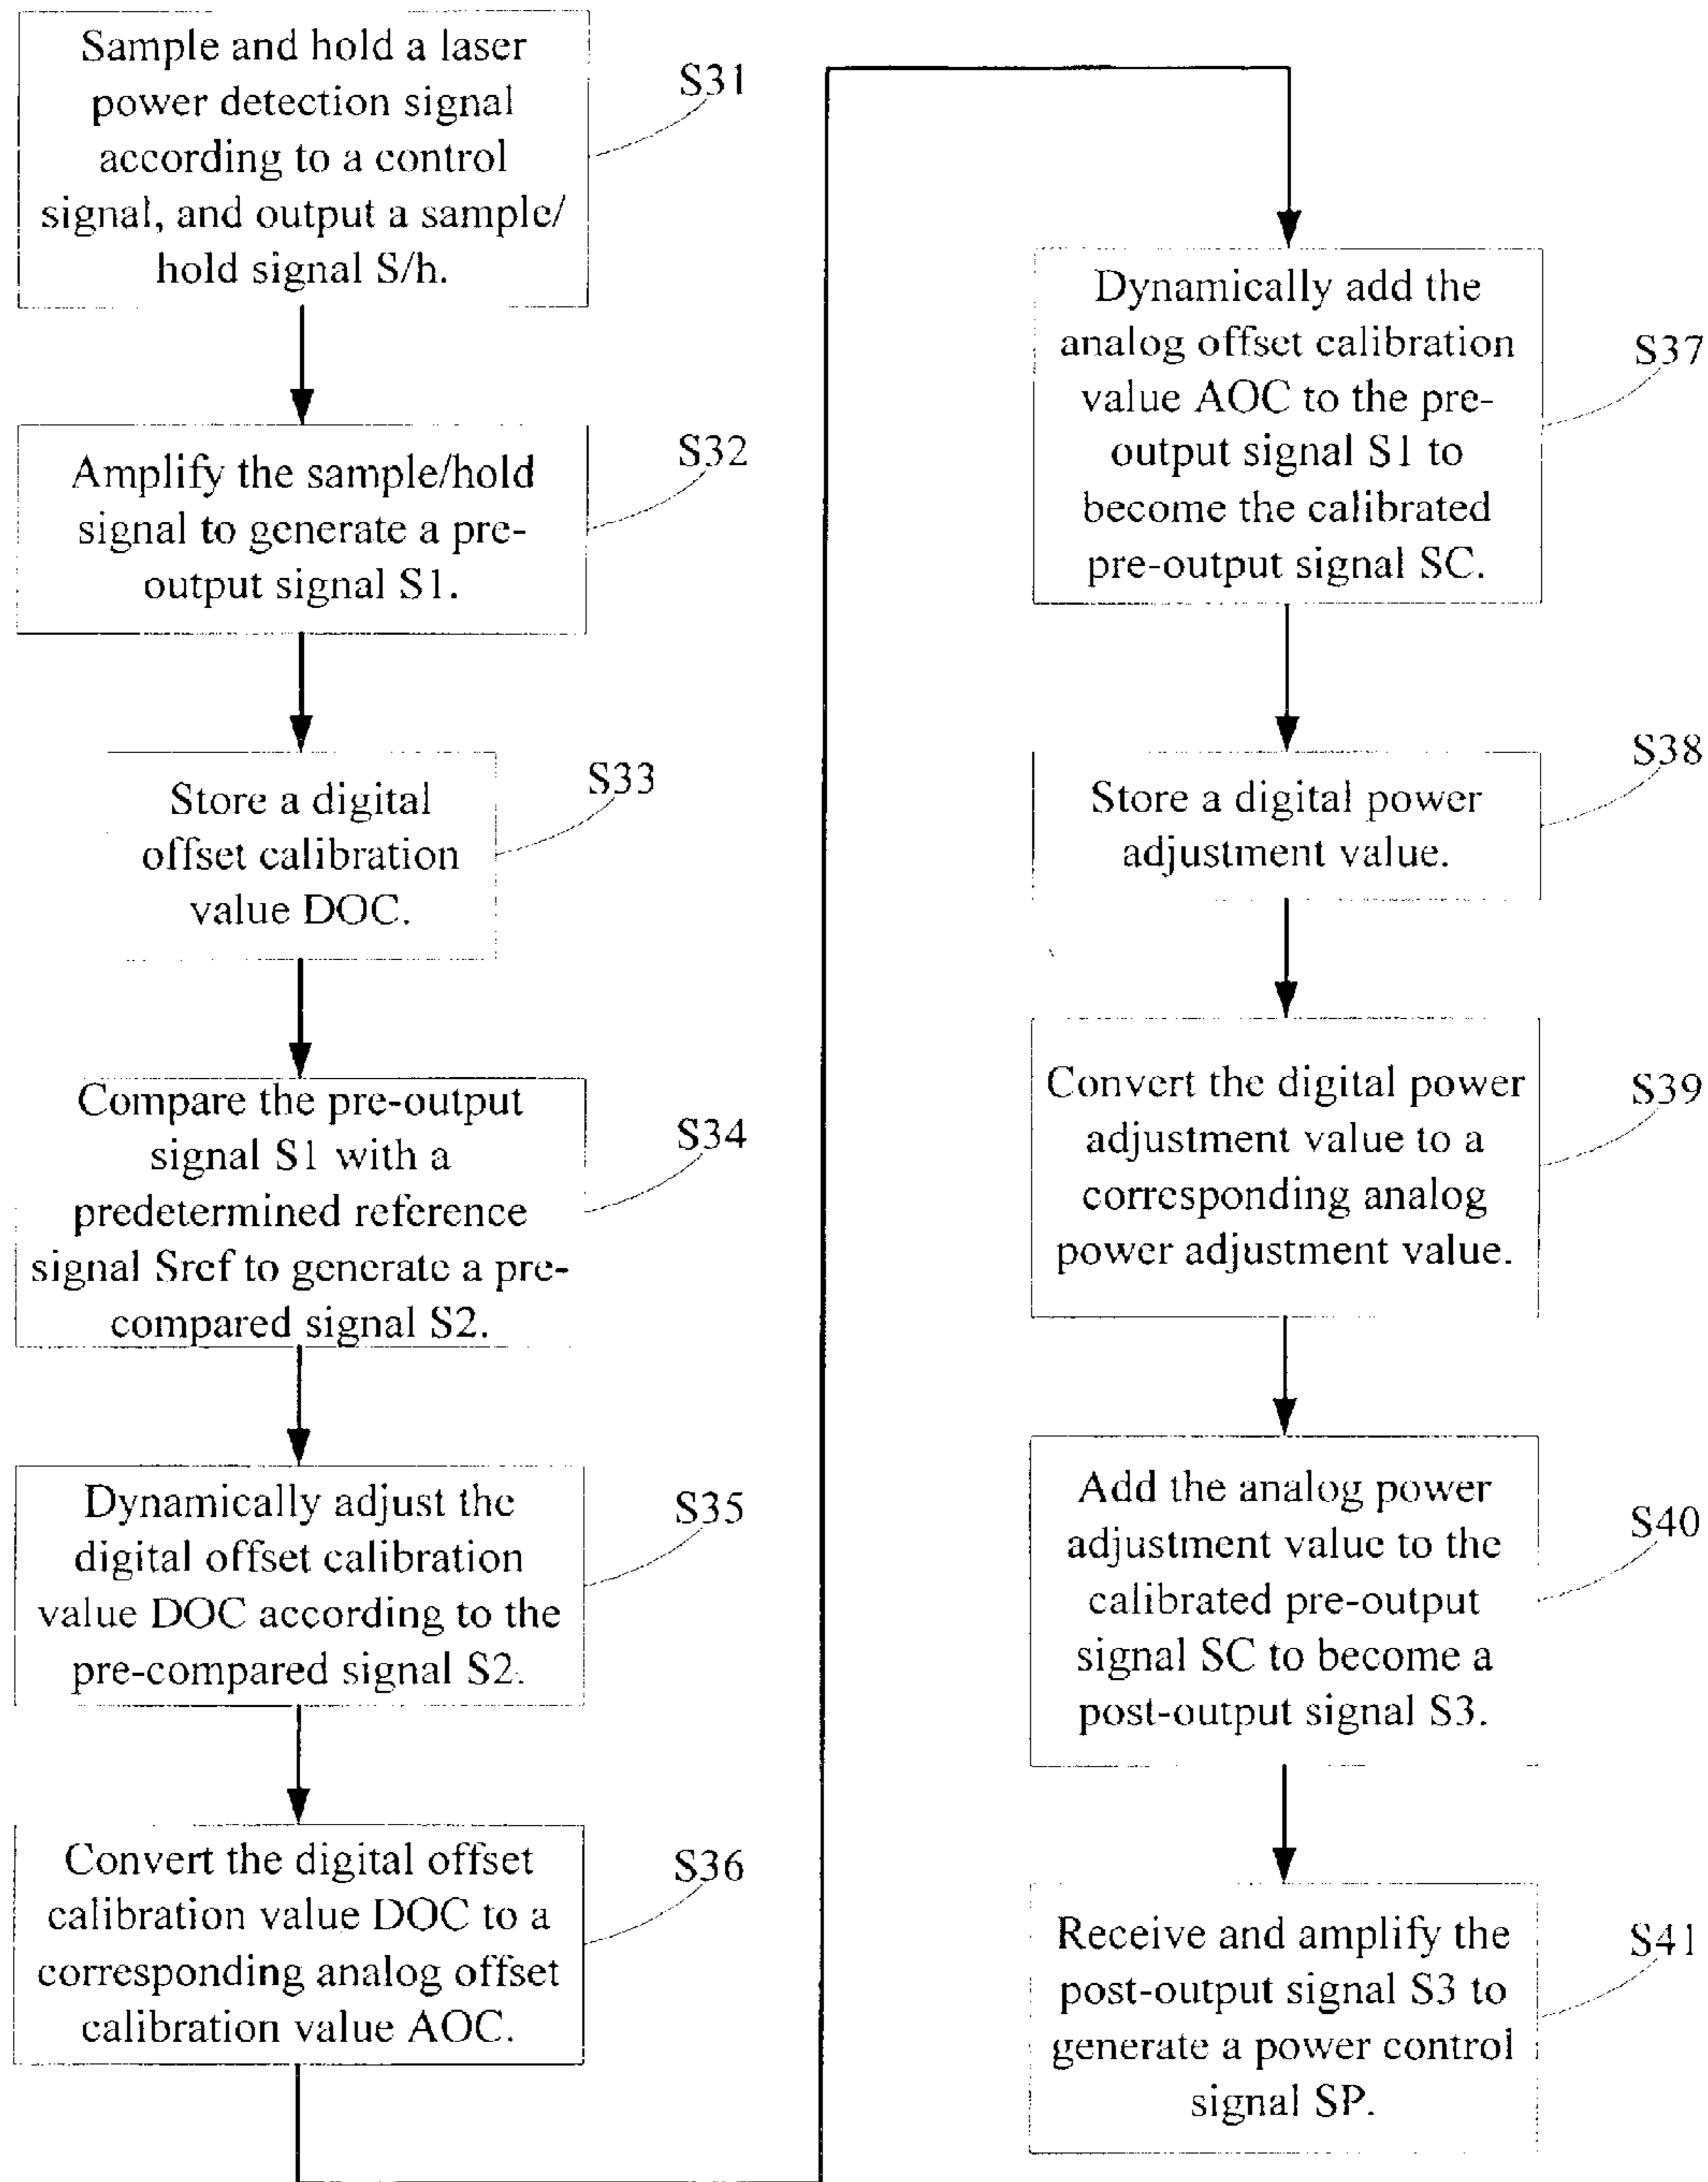 Sample and hold a laser
power detection signal
according to a control
signal, and output a sample/
hold signal S/h.
S31
Amplify the sample/hold
signal to generate a pre-
output signal S1.
S32
Store a digital
offset calibration
value DOC.
S33
Compare the pre-output
signal S1 with a
predetermined reference
signal Sref to generate a pre-
compared signal S2.
S34
Dynamically adjust the
digital offset calibration
value DOC according to the
pre-compared signal S2.
S35
Convert the digital offset
calibration value DOC to a
corresponding analog offset
calibration value AOC.
S36
Dynamically add the
analog offset calibration
value AOC to the pre-
output signal S1 to
become the calibrated
pre-output signal SC.
S37
Store a digital power
adjustment value.
S38
Convert the digital power
adjustment value to a
corresponding analog
power adjustment value.
S39
Add the analog power
adjustment value to the
calibrated pre-output
signal SC to become a
post-output signal S3.
S40
Receive and amplify the
post-output signal S3 to
generate a power control
signal SP.
S41